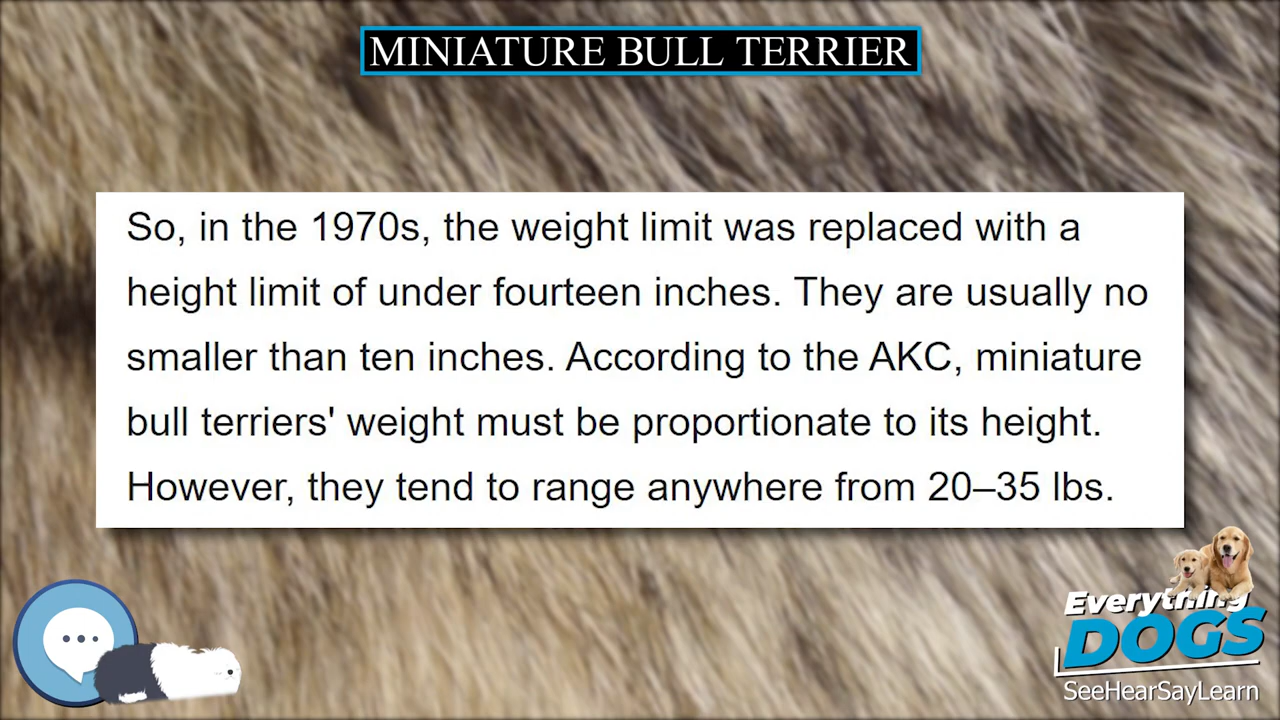 MINIATURE BULL TERRIER
So, in the 1970s, the weight limit was replaced with a
height limit of under fourteen inches. They are usually no
smaller than ten inches. According to the AKC, miniature
bull terriers' weight must be proportionate to its height.
However, they tend to range anywhere from 20–35 lbs.
Everything
DOGS
SeeHearSayLearn